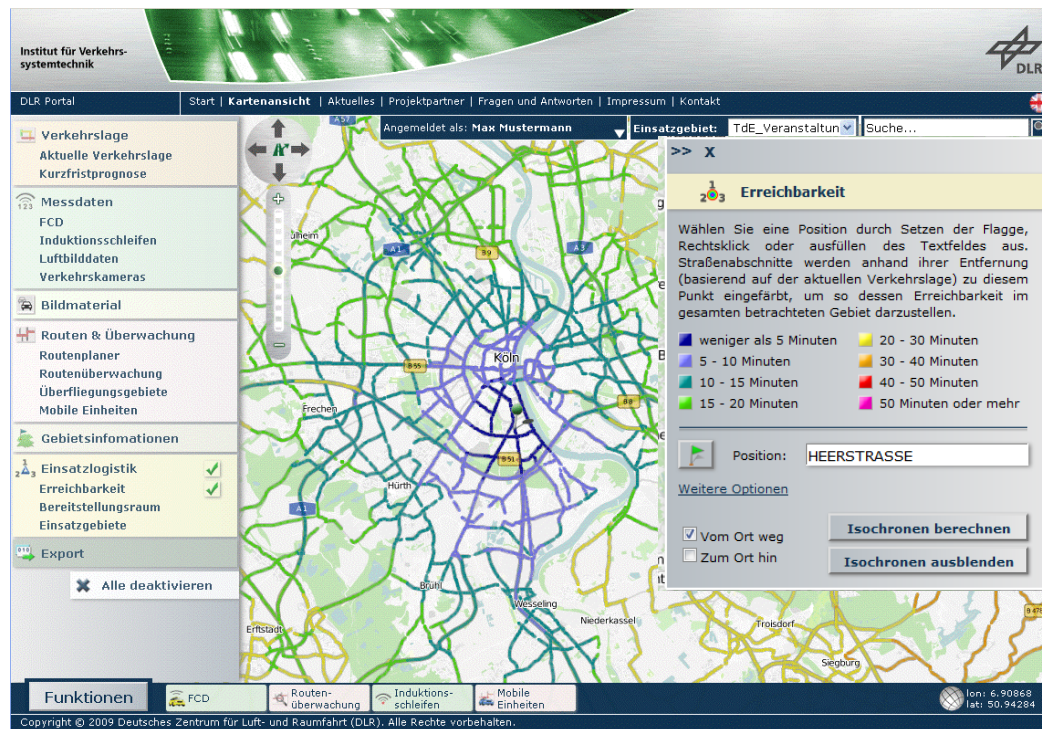 Institut für Verkehrs-
systemtechnik
DLR
DLR Portal
Start | Kartenansicht | Aktuelles | Projektpartner | Fragen und Antworten | Impressum | Kontakt
Angemeldet als: Max Mustermann
Einsatzgebiet:
TdE_Veranstaltun
Suche...
Verkehrslage
Aktuelle Verkehrslage
Kurzfristprognose
Messdaten
FCD
Induktionsschleifen
Luftbilddaten
Verkehrskameras
Bildmaterial
Routen & Überwachung
Routenplaner
Routenüberwachung
Überfliegungsgebiete
Mobile Einheiten
Gebietsinfomationen
Einsatzlogistik
Erreichbarkeit
Bereitstellungsraum
Einsatzgebiete
Export
Alle deaktivieren
A57
A1
B9
A3
Köln
B55
B8
Frechen
B51
Hürth
A1
Brühl
Wesseling
Niederkassel
Erftstadt
Troisdorf
Siegburg
B 478
>> X
Erreichbarkeit
Wählen Sie eine Position durch Setzen der Flagge,
Rechtsklick oder ausfüllen des Textfeldes aus.
Straßenabschnitte werden anhand ihrer Entfernung
(basierend auf der aktuellen Verkehrslage) zu diesem
Punkt eingefärbt, um so dessen Erreichbarkeit im
gesamten betrachteten Gebiet darzustellen.
weniger als 5 Minuten
20 - 30 Minuten
5 - 10 Minuten
30 - 40 Minuten
10 - 15 Minuten
40 - 50 Minuten
15 - 20 Minuten
50 Minuten oder mehr
Position:
HEERSTRASSE
Weitere Optionen
Vom Ort weg
Isochronen berechnen
Zum Ort hin
Isochronen ausblenden
Funktionen
FCD
Routen-
überwachung
Induktions-
schleifen
Mobile
Einheiten
lon: 6.90868
lat: 50.94284
Copyright © 2009 Deutsches Zentrum für Luft- und Raumfahrt (DLR). Alle Rechte vorbehalten.